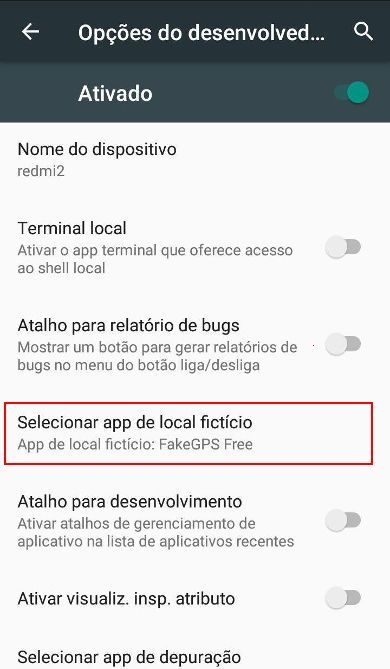 Opções do desenvolved...
Ativado
Nome do dispositivo
redmi2
Terminal local
Ativar o app terminal que oferece acesso
ao shell local
Atalho para relatório de bugs
Mostrar um botão para gerar relatórios de
bugs no menu do botão liga/desliga
Selecionar app de local fictício
App de local fictício: FakeGPS Free
Atalho para desenvolvimento
Ativar atalhos de gerenciamento de
aplicativo na lista de aplicativos recentes
Ativar visualiz. insp. atributo
Selecionar app de depuração